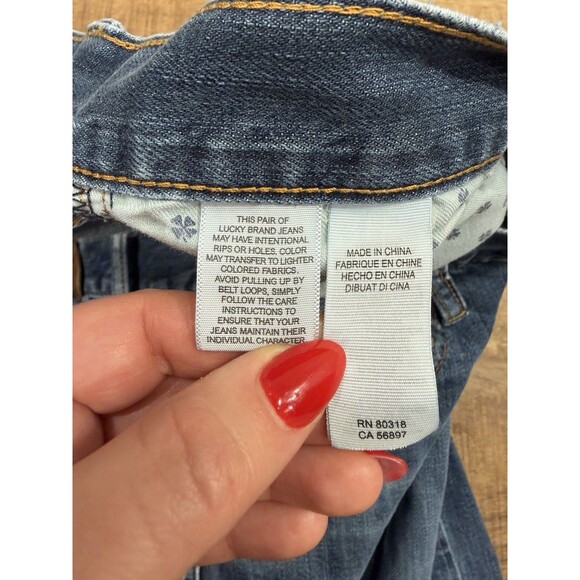 THIS PAIR OF
LUCKY BRAND JEANS
MAY HAVE INTENTIONAL
RIPS OR HOLES. COLOR
MAY TRANSFER TO LIGHTER
COLORED FABRICS.
AVOID PULLING UP BY
BELT LOOPS, SIMPLY
FOLLOW THE CARE
INSTRUCTIONS TO
ENSURE THAT YOUR
JEANS MAINTAIN THEIR
INDIVIDUAL CHARACTER
MADE IN CHINA
FABRIQUE EN CHINE
HECHO EN CHINA
DIBUAT DI CINA
RN 80318
CA 56897